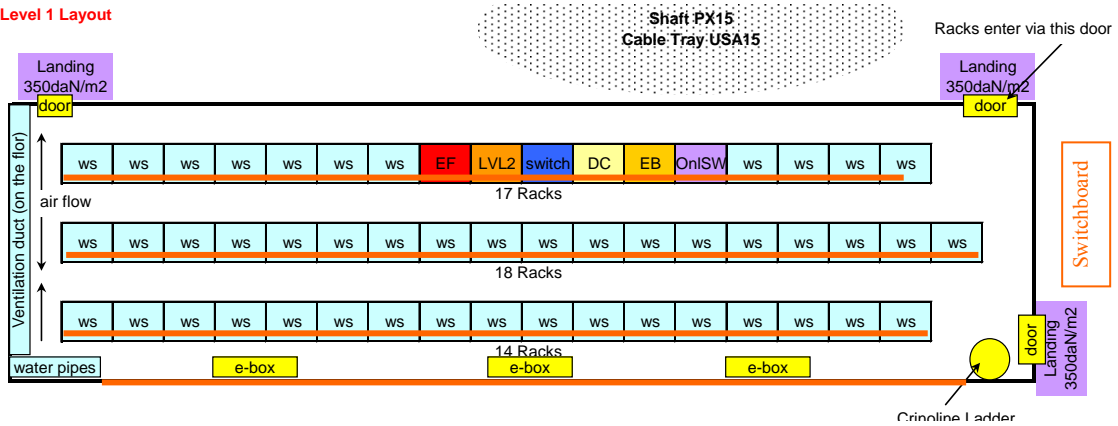 Level 1 Layout
Shaft PX15
Cable Tray USA15
Racks enter via this door
Landing
350daN/m2
door
Landing
350daN/m2
door
Ventilation duct (on the flor)
air flow
ws ws ws ws ws ws ws EF LVL2 switch DC EB OnlSW ws ws ws ws
17 Racks
ws ws ws ws ws ws ws ws ws ws ws ws ws ws ws ws ws ws
18 Racks
ws ws ws ws ws ws ws ws ws ws ws ws ws ws ws ws ws
14 Racks
Switchboard
door
Landing
350daN/m2
water pipes
e-box
e-box
e-box
Crinoline Ladder